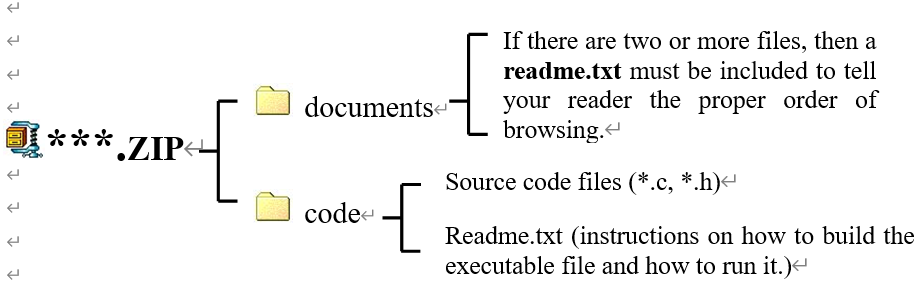 If there are two or more files, then a
readme.txt must be included to tell
your reader the proper order of
browsing.
documents
***.ZIP
code
Source code files (*.c, *.h)
Readme.txt (instructions on how to build the
executable file and how to run it.)